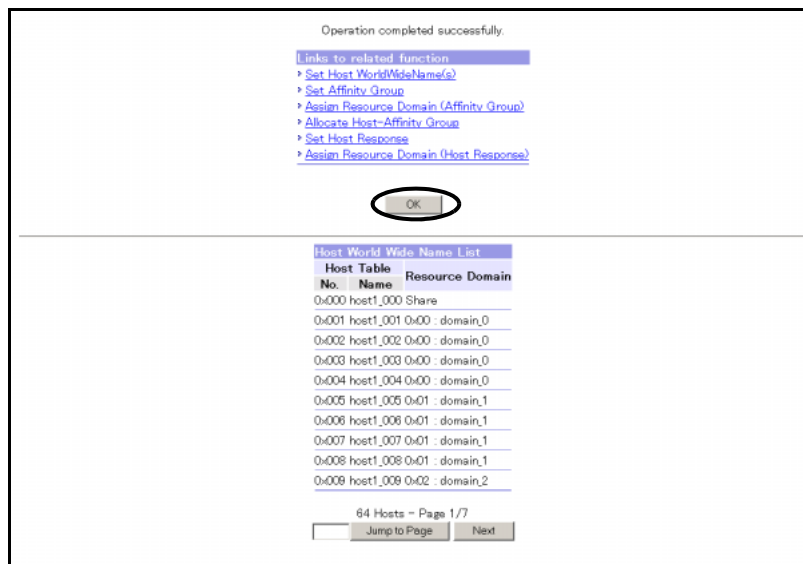 Operation completed successfully.
Links to related function
Set Host WorldWideName(s)
Set Affinity Group
Assign Resource Domain (Affinity Group)
Allocate Host-Affinity Group
Set Host Response
Assign Resource Domain (Host Response)
OK
Host World Wide Name List
Host Table Resource Domain
No. Name
0x000 host1_000 Share
0x001 host1_001 0x00 : domain_0
0x002 host1_002 0x00 : domain_0
0x003 host1_003 0x00 : domain_0
0x004 host1_004 0x00 : domain_0
0x005 host1_005 0x01 : domain_1
0x006 host1_006 0x01 : domain_1
0x007 host1_007 0x01 : domain_1
0x008 host1_008 0x01 : domain_1
0x009 host1_009 0x02 : domain_2
64 Hosts - Page 1/7
Jump to Page Next